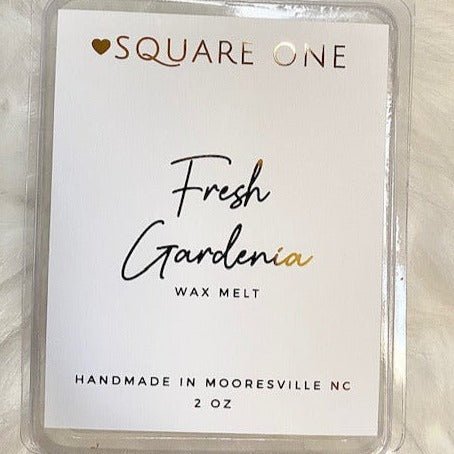 SQUARE ONE
Fresh
Gardenia
WAX MELT
HANDMADE IN MOORESVILLE NC
2 OZ